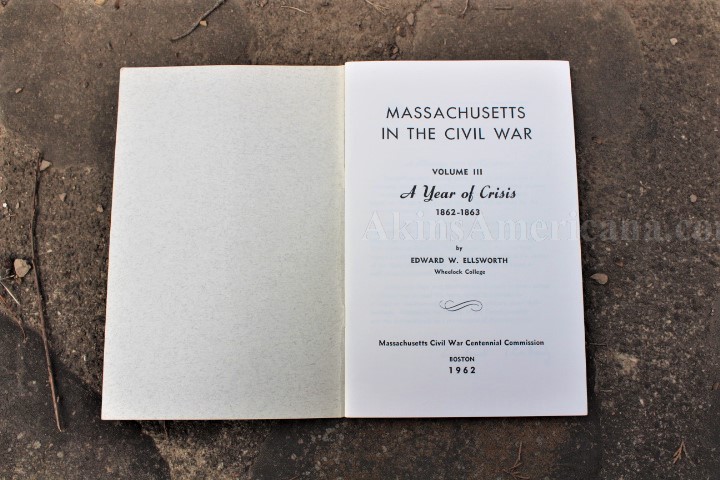 MASSACHUSETTS
IN THE CIVIL WAR
VOLUME III
A Year of Crisis
1862-1863
AkinsAmericana.com
by
EDWARD W. ELLSWORTH
Wheelock College
Massachusetts Civil War Centennial Commission
BOSTON
1962